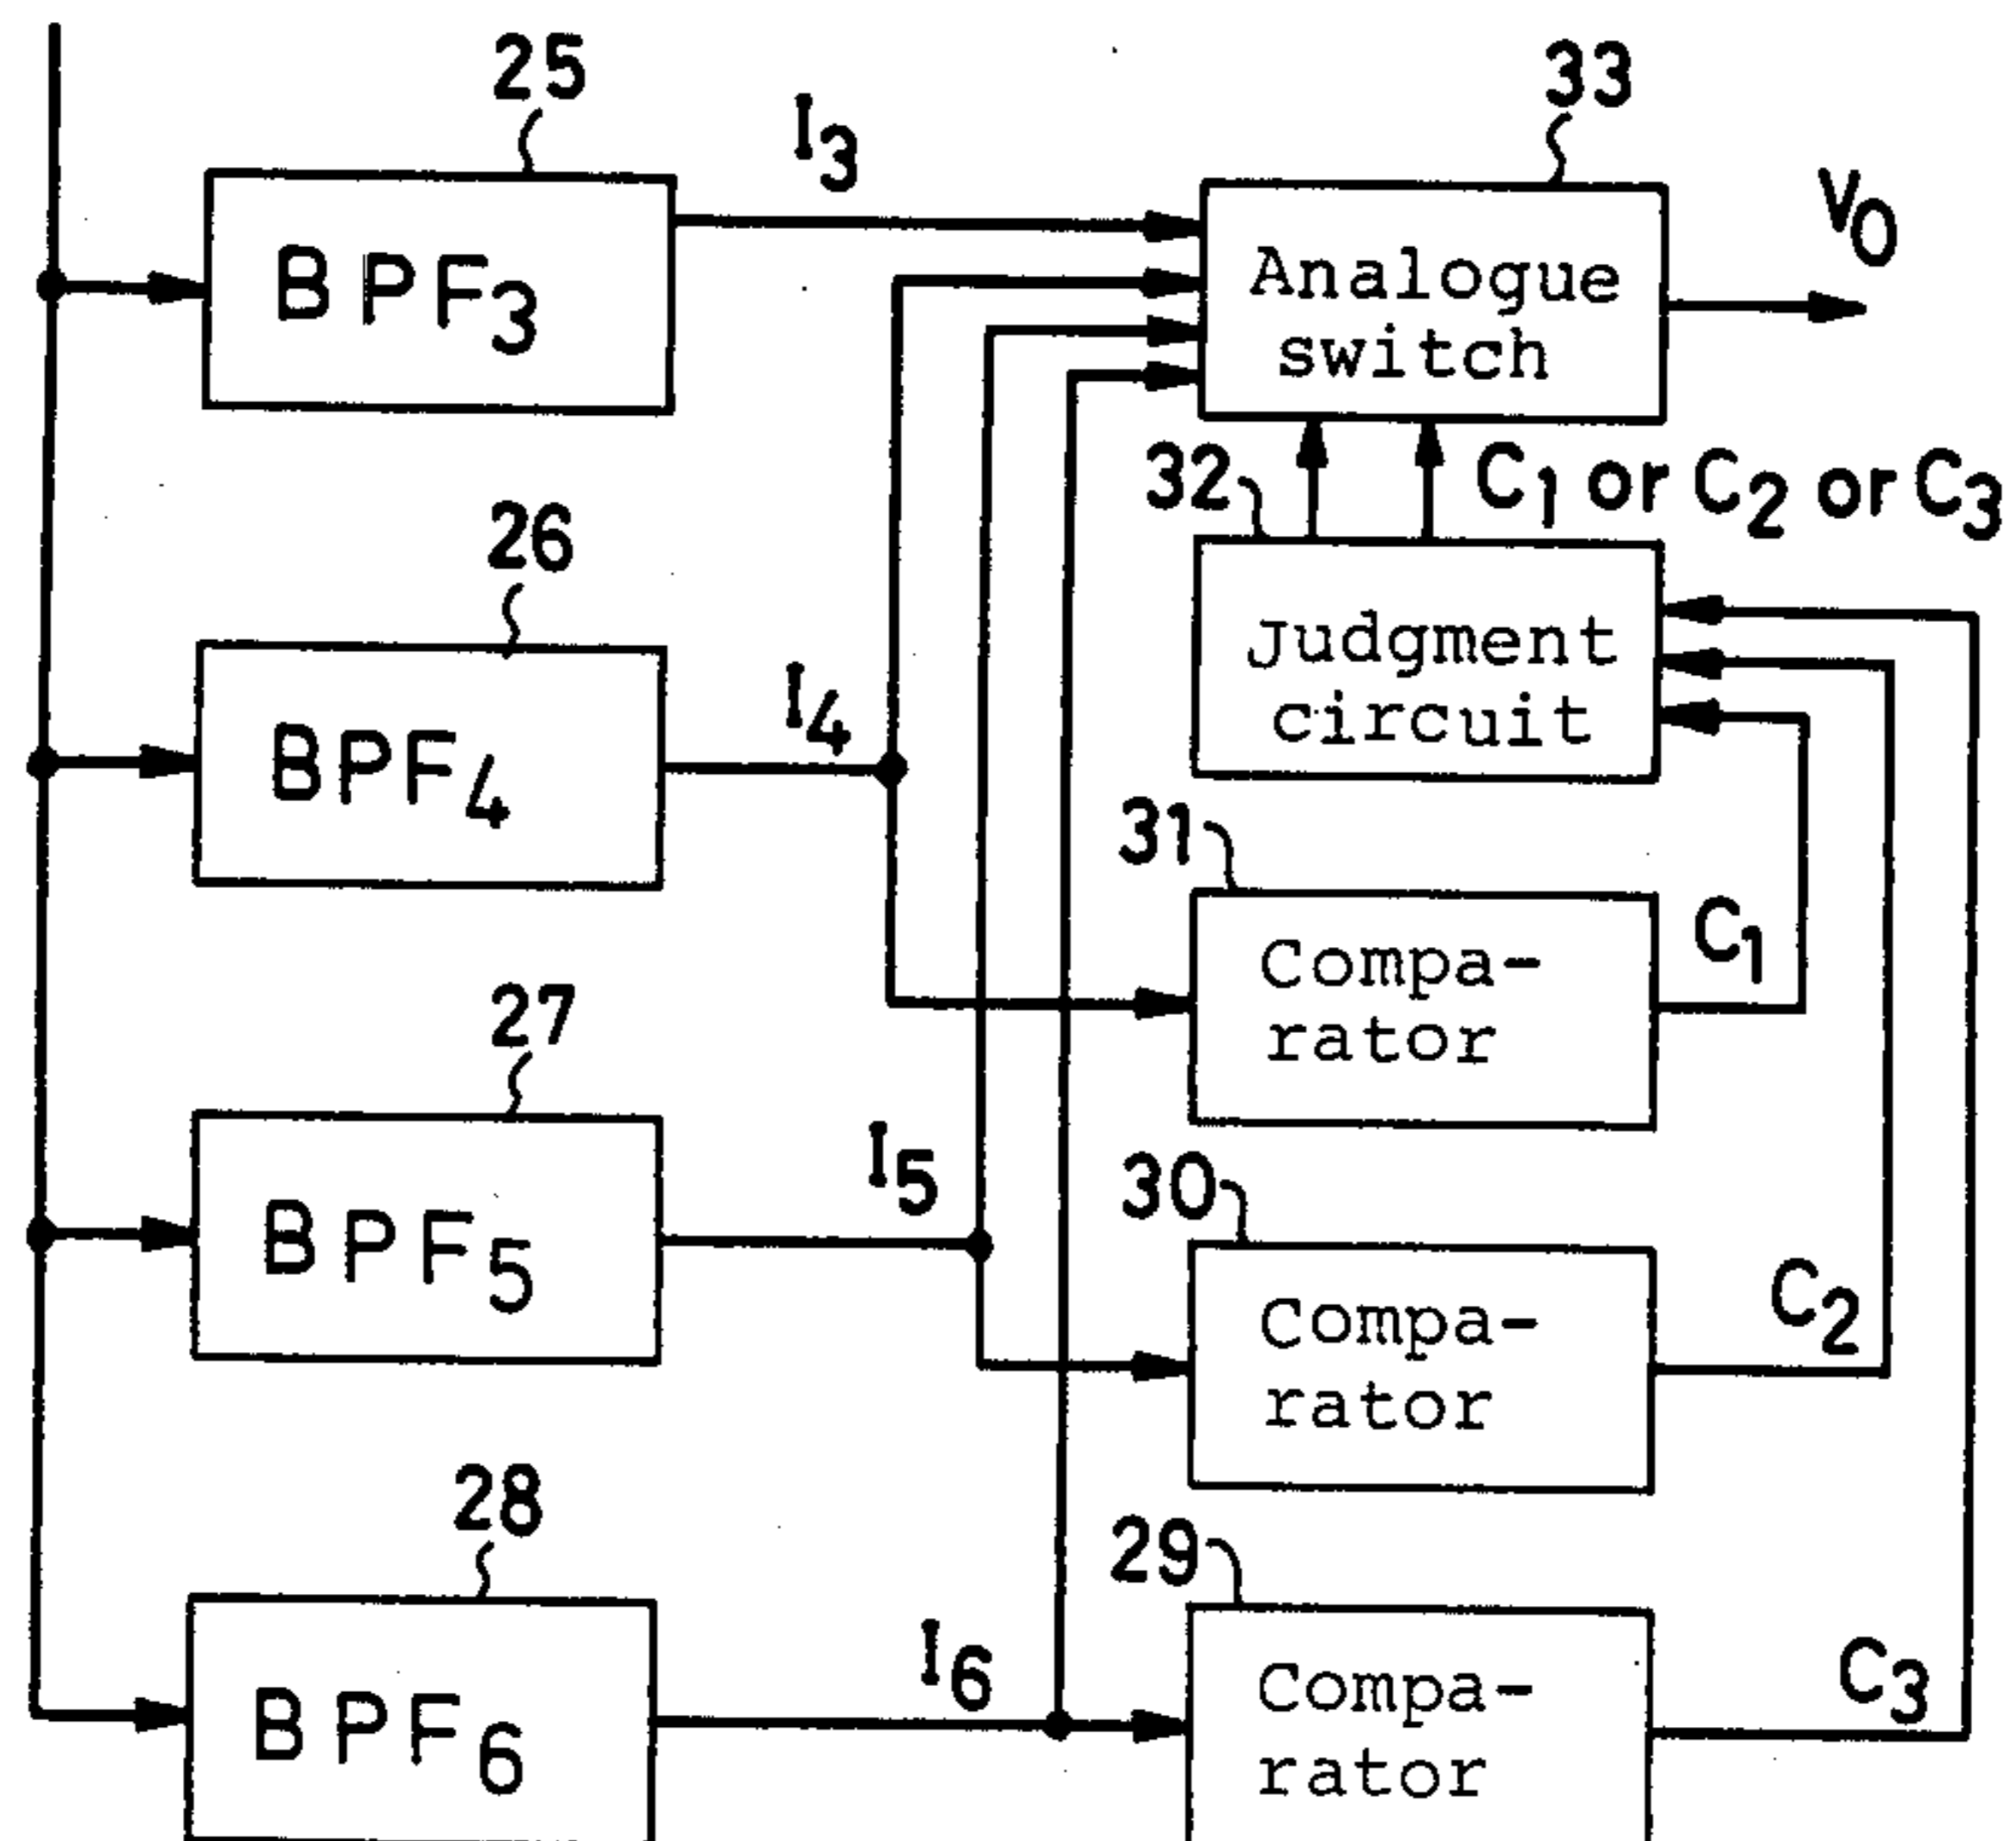 25
I3
33
V0
BPF3
Analogue
switch
32
C1 or C2 or C3
26
Judgment
circuit
I4
BPF4
31
C1
Compa-
rator
27
I5
30
BPF5
C2
Compa-
rator
28
29
I6
C3
BPF6
Compa-
rator